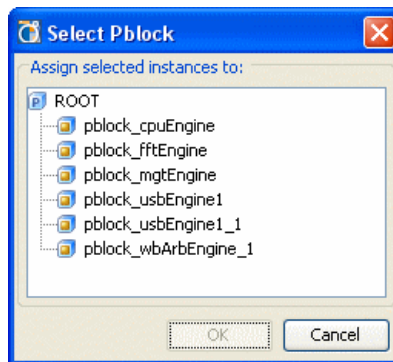 Select Pblock
Assign selected instances to:
P ROOT
pblock_cpuEngine
pblock_fftEngine
pblock_mgtEngine
pblock_usbEngine1
pblock_usbEngine1_1
pblock_wbArbEngine_1
OK Cancel